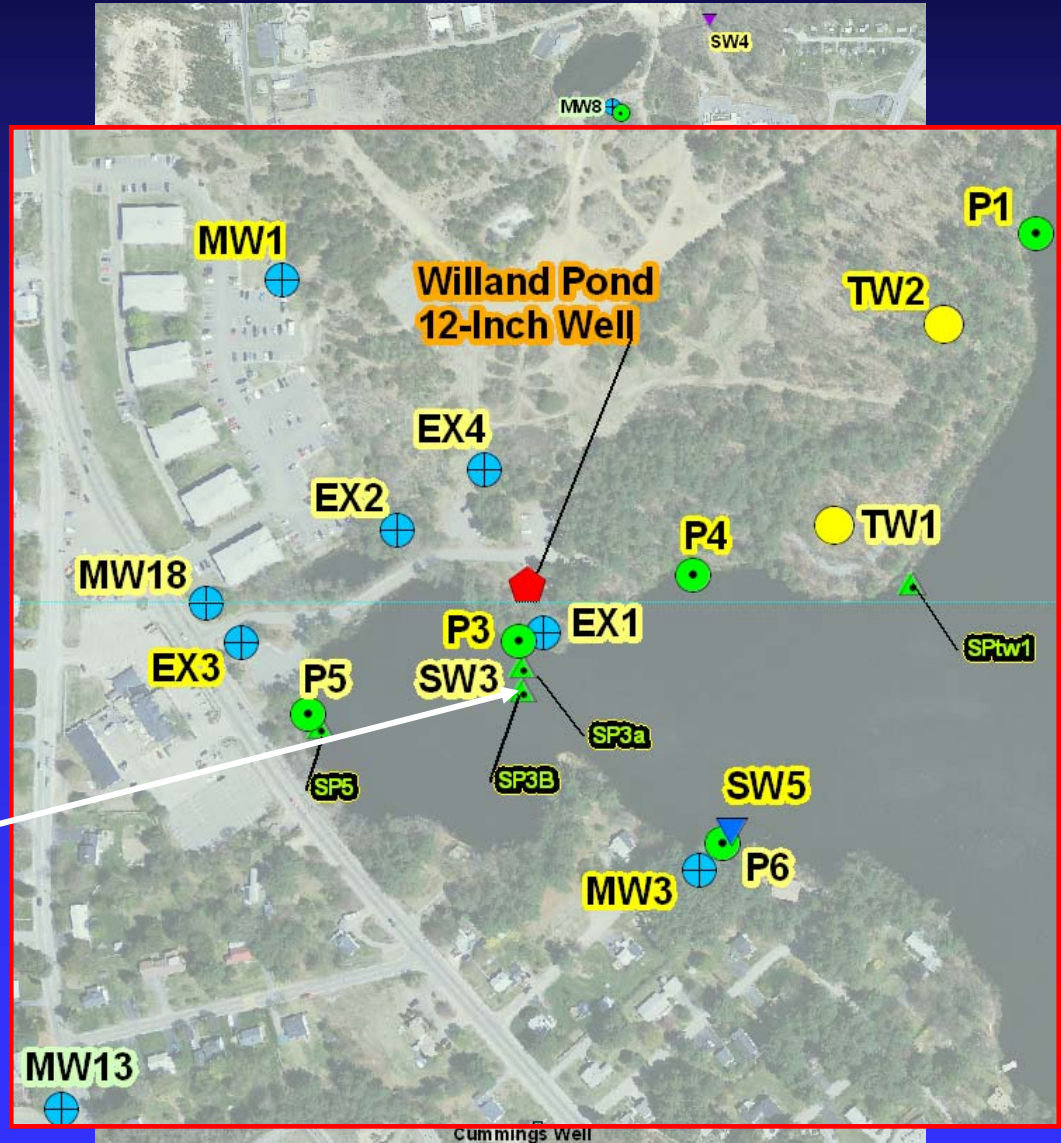 SW4
MW8
P1
MW1
Willand Pond
12-Inch Well
TW2
EX4
EX2
TW1
P4
MW18
P3
EX1
EX3
SPtw1
P5
SW3
SP3a
SP5
SP3B
SW5
P6
MW3
MW13
Cummings Well